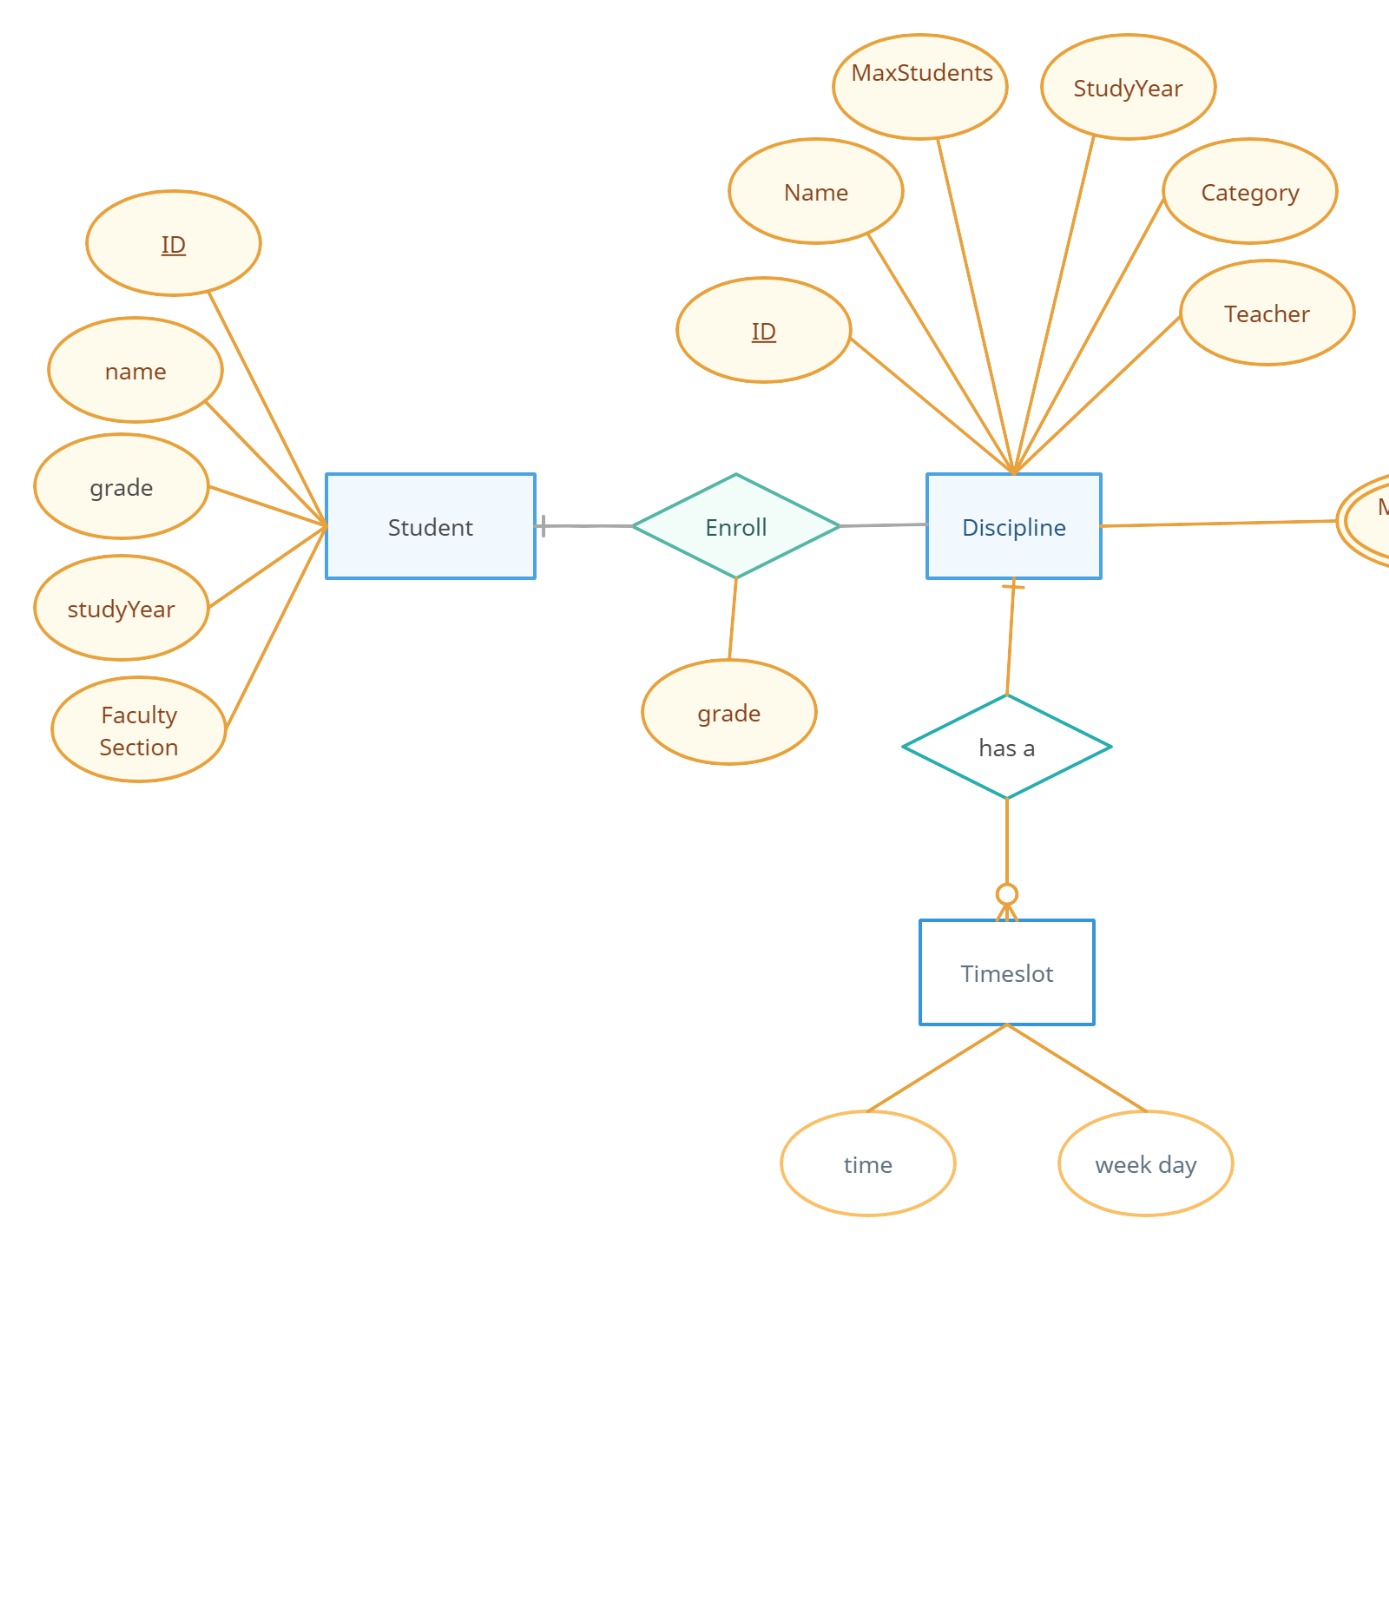 MaxStudents
StudyYear
Name
Category
ID
Teacher
ID
name
grade
studyYear
Faculty
Section
Student
Enroll
Discipline
grade
has a
Timeslot
time
week day